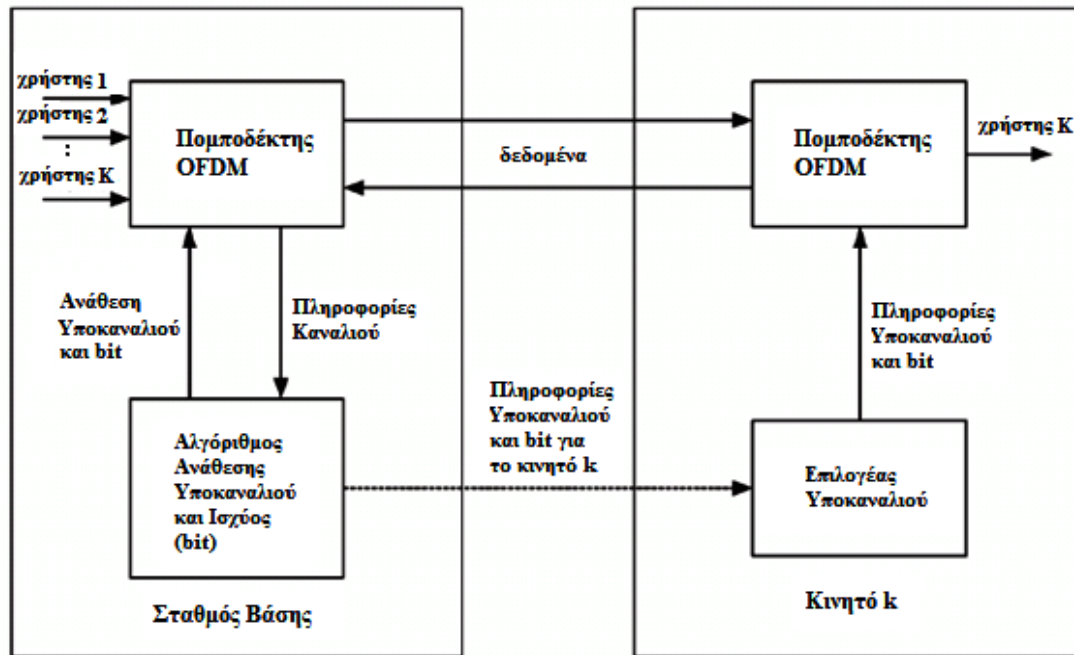 χρήστης 1
χρήστης 2
:
χρήστης K
Πομποδέκτης
OFDM
δεδομένα
Πομποδέκτης
OFDM
χρήστης K
Ανάθεση
Υποκαναλιού
και bit
Πληροφορίες
Καναλιού
Πληροφορίες
Υποκαναλιού
και bit για
το κινητό k
Πληροφορίες
Υποκαναλιού
και bit
Αλγόριθμος
Ανάθεσης
Υποκαναλιού
και Ισχύος
(bit)
Επιλογέας
Υποκαναλιού
Σταθμός Βάσης
Κινητό k